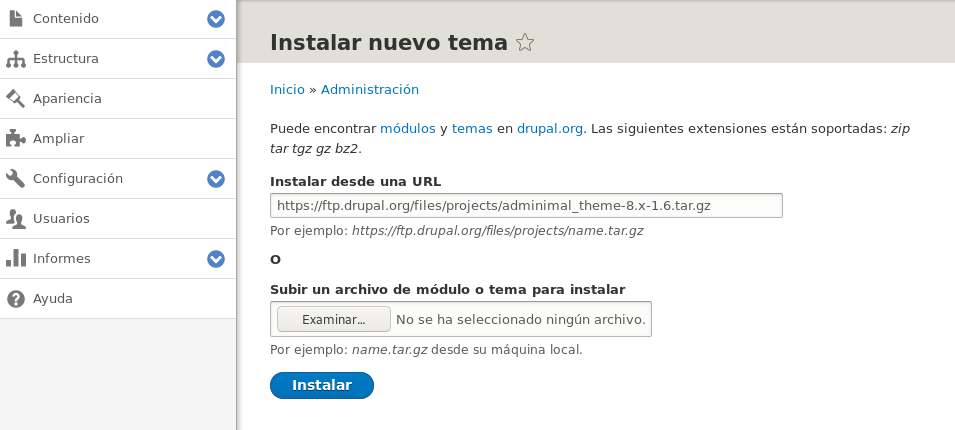 Contenido
Estructura
Apariencia
Ampliar
Configuración
Usuarios
Informes
Ayuda
Instalar nuevo tema
Inicio » Administración
Puede encontrar módulos y temas en drupal.org. Las siguientes extensiones están soportadas: zip
tar tgz gz bz2.
Instalar desde una URL
https://ftp.drupal.org/files/projects/adminimal_theme-8.x-1.6.tar.gz
Por ejemplo: https://ftp.drupal.org/files/projects/name.tar.gz
O
Subir un archivo de módulo o tema para instalar
Examinar... No se ha seleccionado ningún archivo.
Por ejemplo: name.tar.gz desde su máquina local.
Instalar